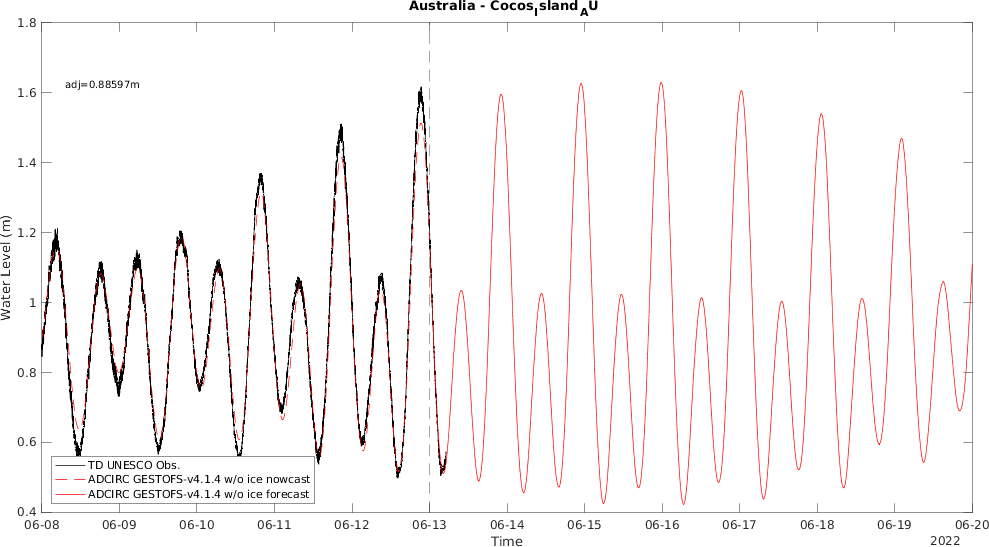 Australia - Cocos_Island_AU
adj=0.88597m
Water Level (m)
1.8
1.6
1.4
1.2
1
0.8
0.6
0.4
TD UNESCO Obs.
ADCIRC GESTOFS-v4.1.4 w/o ice nowcast
ADCIRC GESTOFS-v4.1.4 w/o ice forecast
06-08 06-09 06-10 06-11 06-12 06-13 06-14 06-15 06-16 06-17 06-18 06-19 06-20
Time
2022